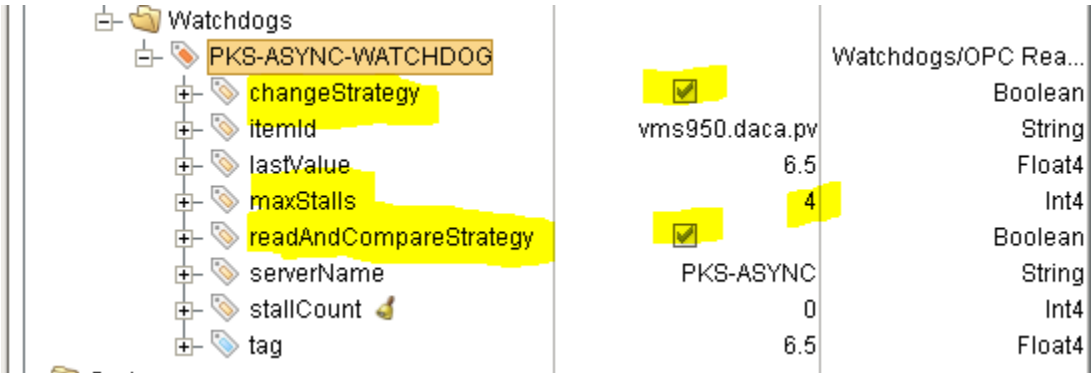 Watchdogs
PKS-ASYNC-WATCHDOG Watchdogs/OPC Rea...
changeStrategy Boolean
itemId vms950.daca.pv String
lastValue 6.5 Float4
maxStalls 4 Int4
readAndCompareStrategy Boolean
serverName PKS-ASYNC String
stallCount 0 Int4
tag 6.5 Float4